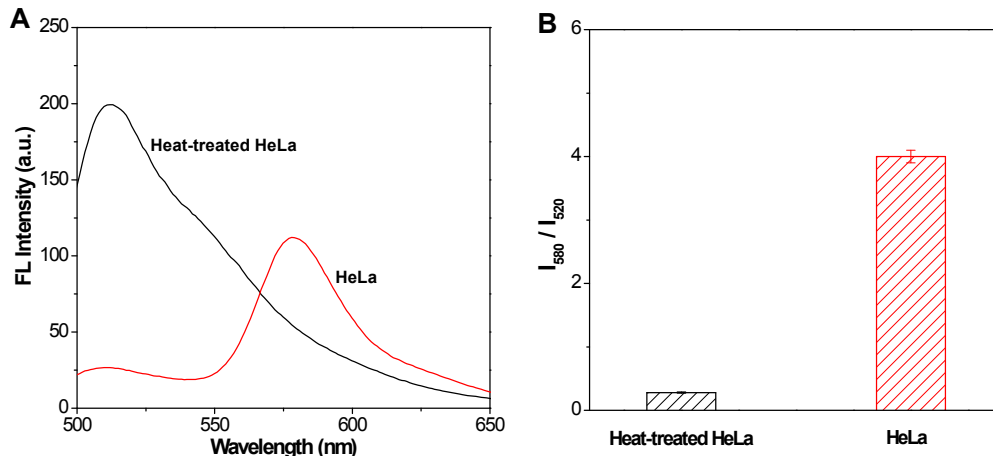 A
FL Intensity (a.u.)
250
200
150
100
50
0
Heat-treated HeLa
HeLa
500
550
600
650
Wavelength (nm)
B
I580 / I520
6
4
2
0
Heat-treated HeLa
HeLa